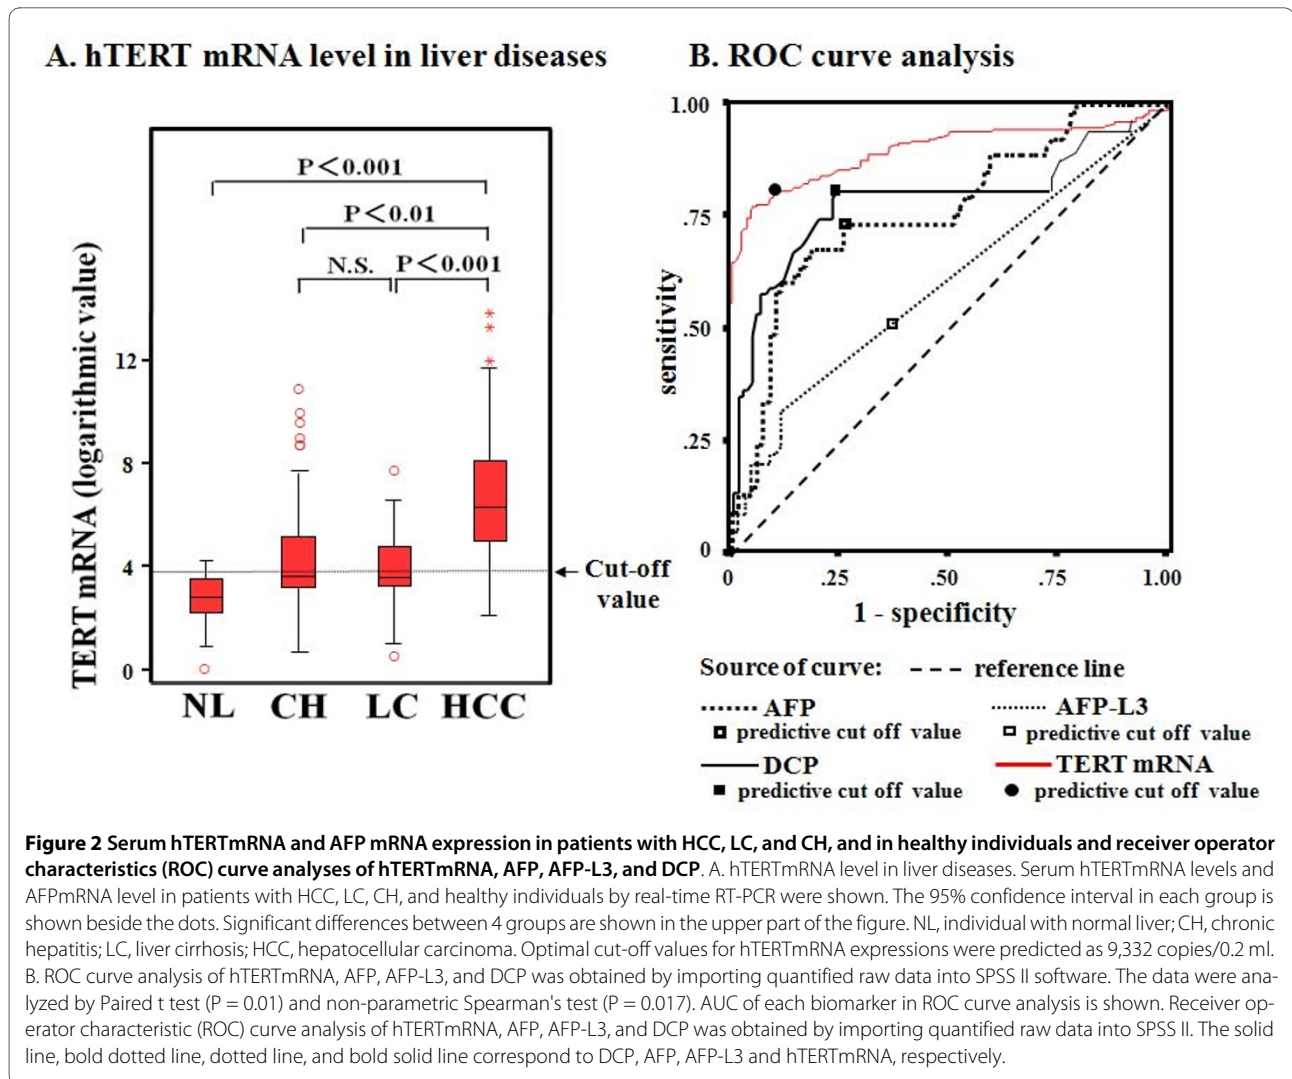 A. hTERT mRNA level in liver diseases
P<0.001
P<0.01
N.S.
P<0.001
TERT mRNA (logarithmic value)
12
8
4
0
Cut-off
value
NL
CH
LC
HCC
B. ROC curve analysis
1.00
.75
.50
.25
0
sensitivity
0
.25
.50
.75
1.00
1 - specificity
Source of curve:
reference line
AFP
AFP-L3
predictive cut off value
predictive cut off value
DCP
TERT mRNA
predictive cut off value
predictive cut off value
Figure 2 Serum hTERTmRNA and AFP mRNA expression in patients with HCC, LC, and CH, and in healthy individuals and receiver operator
characteristics (ROC) curve analyses of hTERTmRNA, AFP, AFP-L3, and DCP. A. hTERTmRNA level in liver diseases. Serum hTERTmRNA levels and
AFPmRNA level in patients with HCC, LC, CH, and healthy individuals by real-time RT-PCR were shown. The 95% confidence interval in each group is
shown beside the dots. Significant differences between 4 groups are shown in the upper part of the figure. NL, individual with normal liver; CH, chronic
hepatitis; LC, liver cirrhosis; HCC, hepatocellular carcinoma. Optimal cut-off values for hTERTmRNA expressions were predicted as 9,332 copies/0.2 ml.
B. ROC curve analysis of hTERTmRNA, AFP, AFP-L3, and DCP was obtained by importing quantified raw data into SPSS II software. The data were ana-
lyzed by Paired t test (P = 0.01) and non-parametric Spearman's test (P = 0.017). AUC of each biomarker in ROC curve analysis is shown. Receiver op-
erator characteristic (ROC) curve analysis of hTERTmRNA, AFP, AFP-L3, and DCP was obtained by importing quantified raw data into SPSS II. The solid
line, bold dotted line, dotted line, and bold solid line correspond to DCP, AFP, AFP-L3 and hTERTmRNA, respectively.